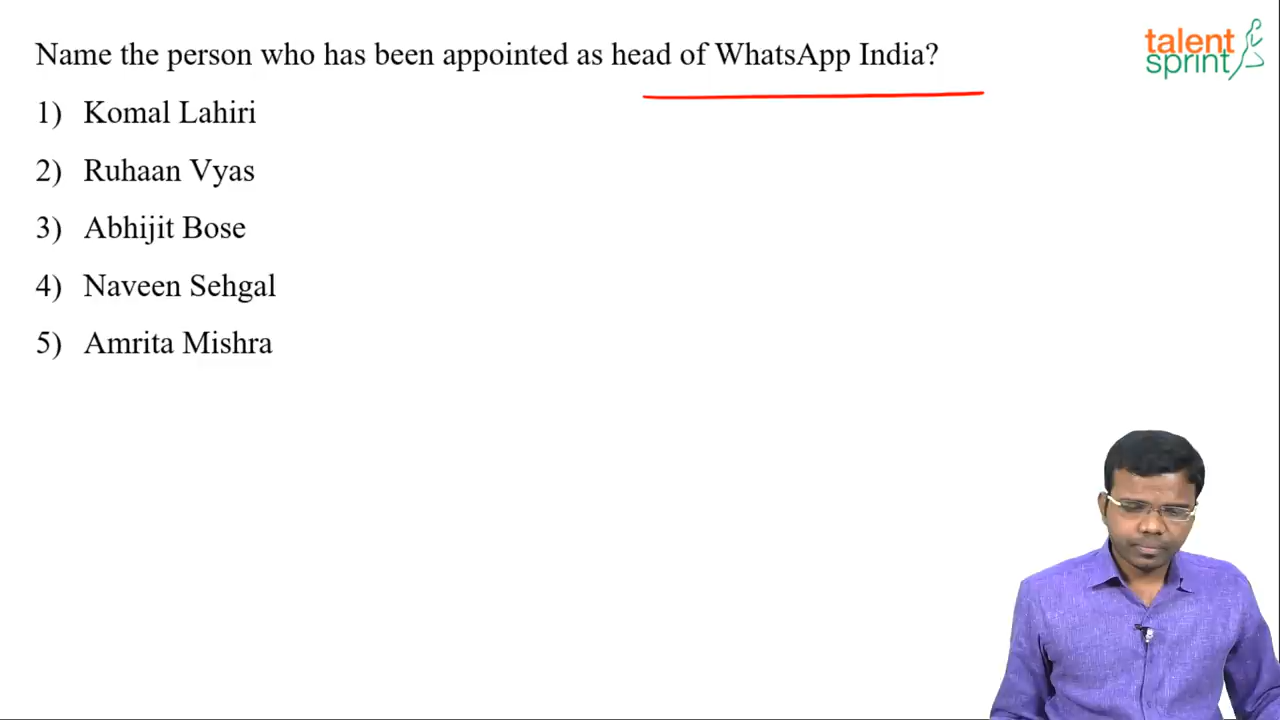 Name the person who has been appointed as head of WhatsApp India?
talent
sprint
1) Komal Lahiri
2) Ruhaan Vyas
3) Abhijit Bose
4) Naveen Sehgal
5) Amrita Mishra